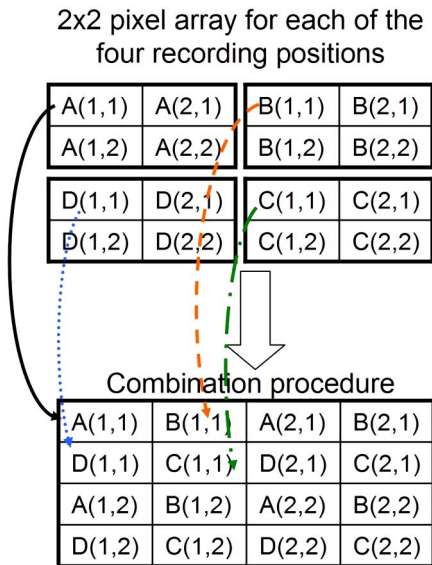 2x2 pixel array for each of the
four recording positions
A(1,1) A(2,1) B(1,1) B(2,1)
A(1,2) A(2,2) B(1,2) B(2,2)
D(1,1) D(2,1) C(1,1) C(2,1)
D(1,2) D(2,2) C(1,2) C(2,2)
Combination procedure
A(1,1) B(1,1) A(2,1) B(2,1)
D(1,1) C(1,1) D(2,1) C(2,1)
A(1,2) B(1,2) A(2,2) B(2,2)
D(1,2) C(1,2) D(2,2) C(2,2)